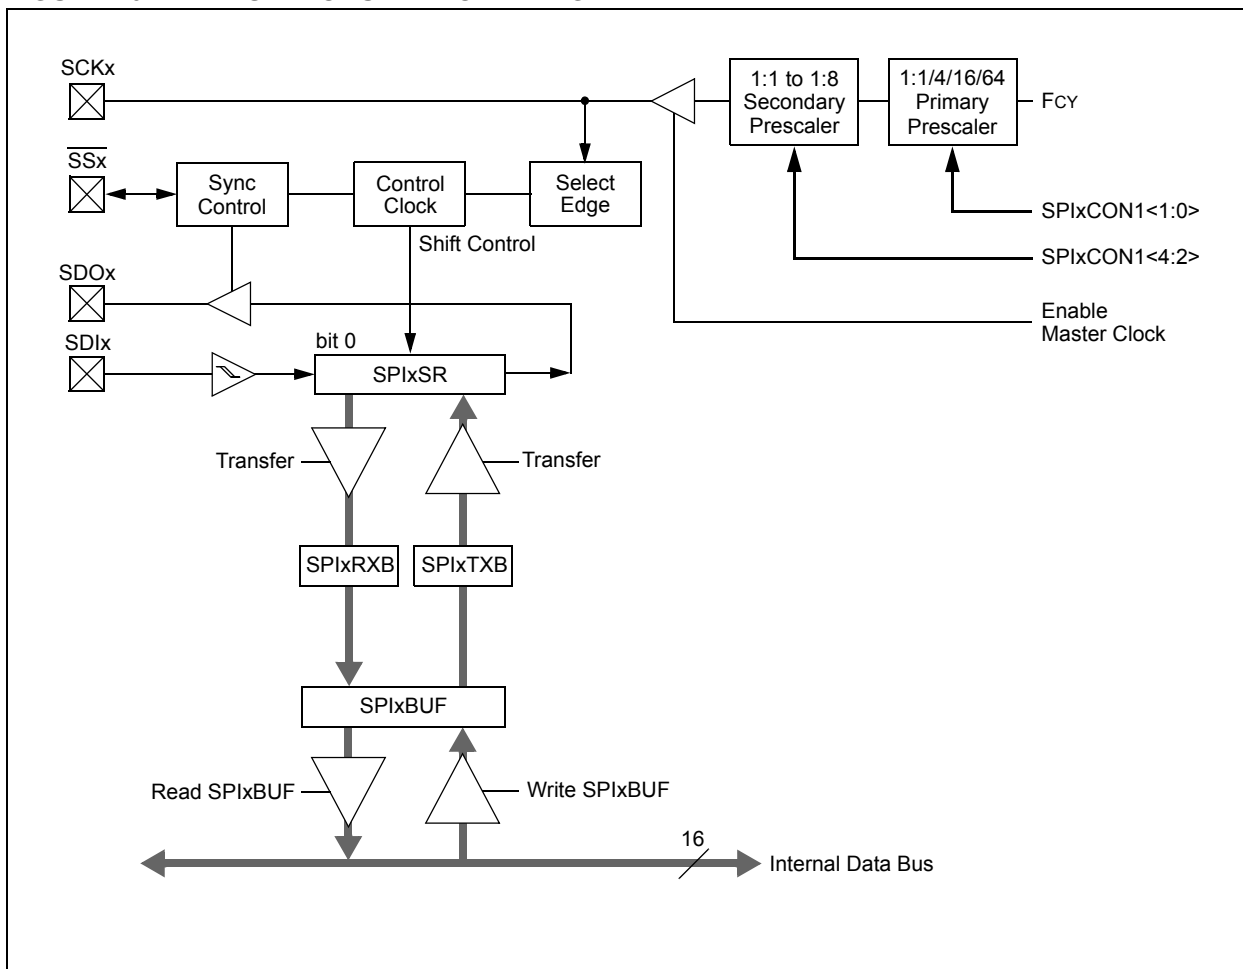 SCKx
1:1 to 1:8
Secondary
Prescaler
1:1/4/16/64
Primary
Prescaler
FCY
SSx
Sync
Control
Control
Clock
Select
Edge
SPIxCON1<1:0>
Shift Control
SPIxCON1<4:2>
SDOx
Enable
Master Clock
SDIx
bit 0
SPIxSR
Transfer
Transfer
SPIxRXB
SPIxTXB
SPIxBUF
Read SPIxBUF
Write SPIxBUF
16
Internal Data Bus